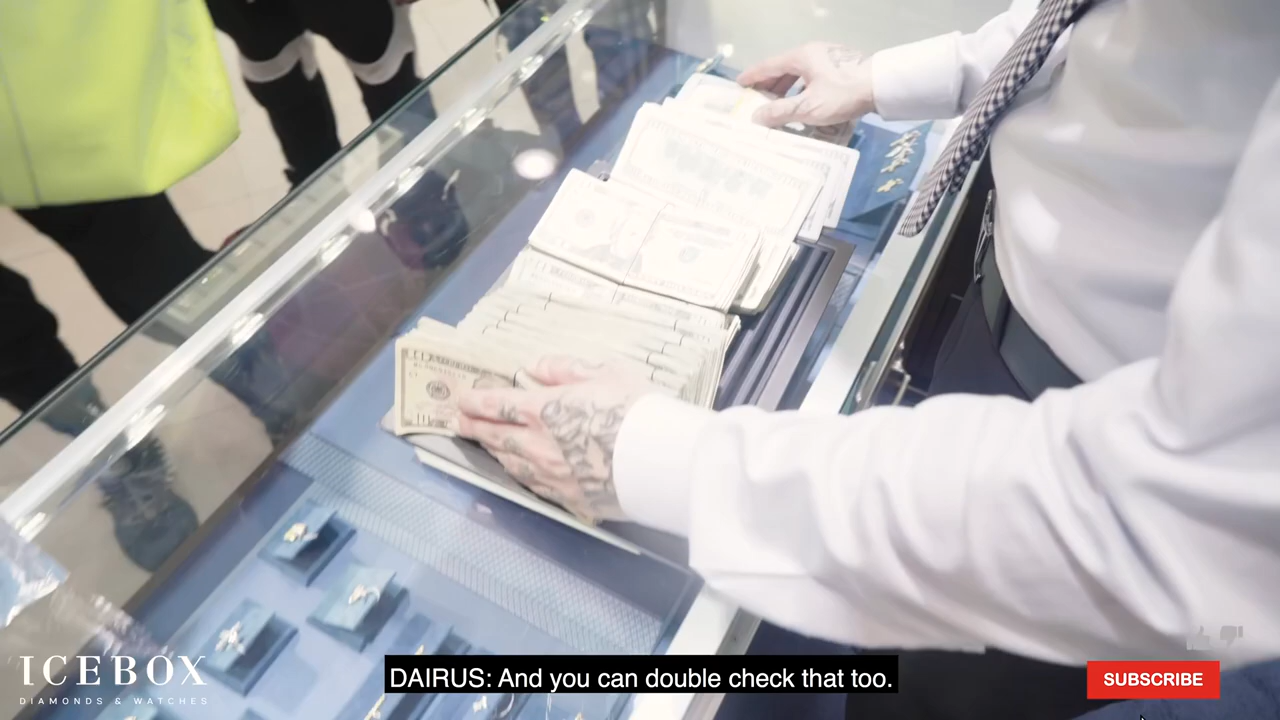 DAIRUS: And you can double check that too.
ICEBOX
DIAMONDS & WATCHES
SUBSCRIBE